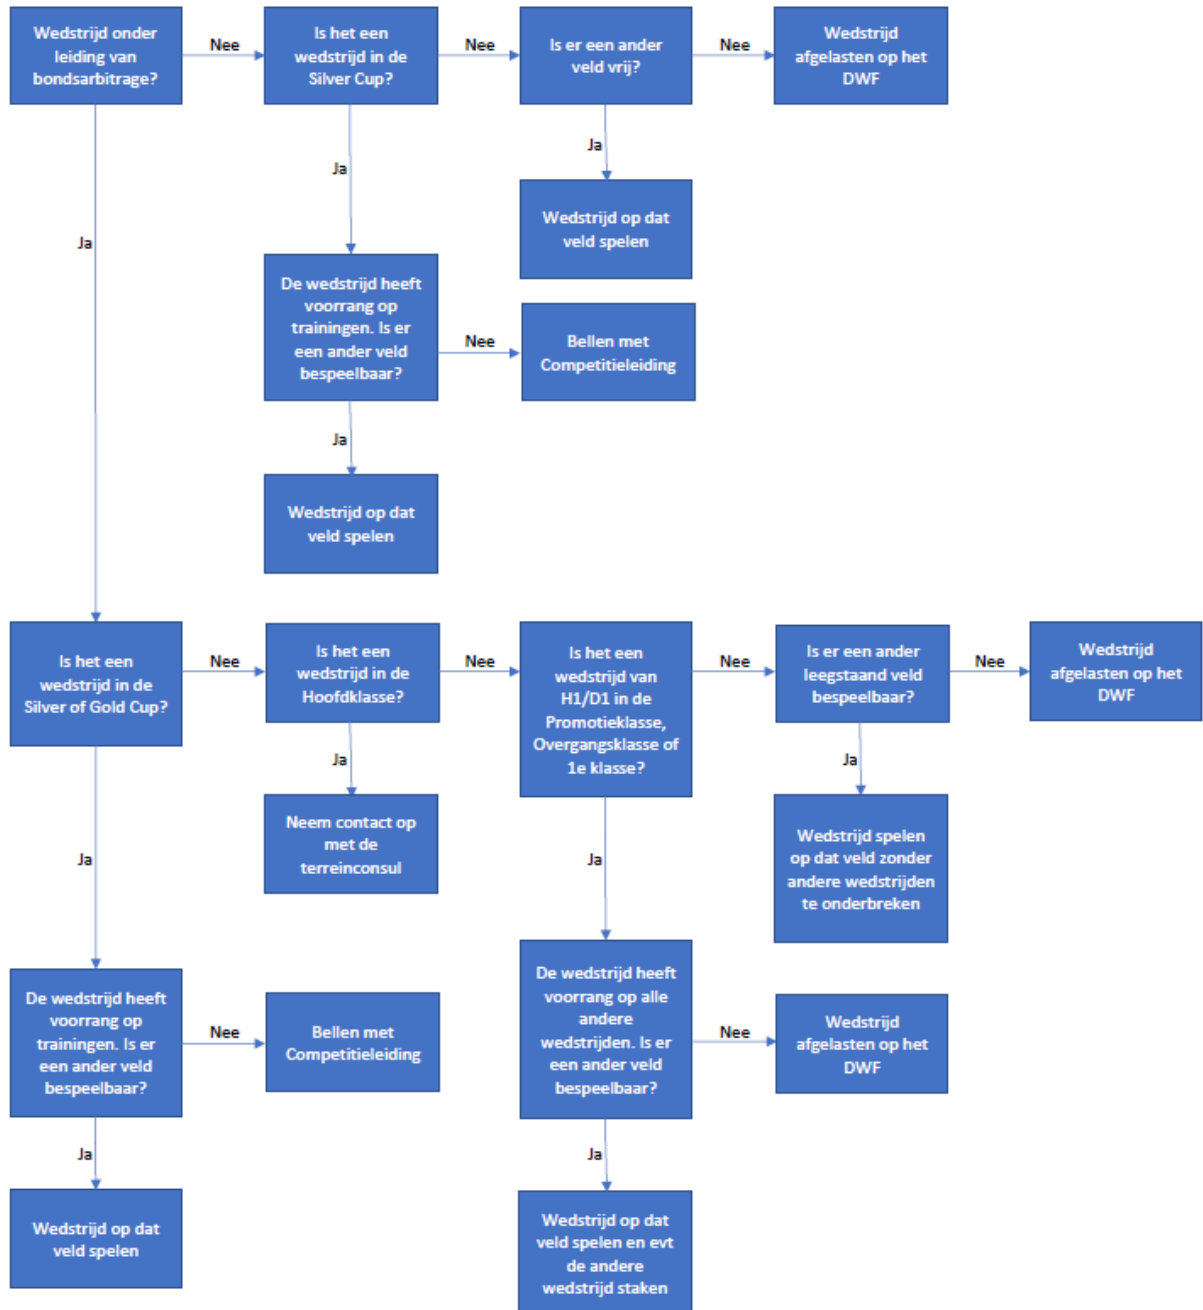 Wedstrijd onder
leiding van
bondsarbitrage?
Nee
Is het een
wedstrijd in de
Silver Cup?
Nee
Is er een ander
veld vrij?
Nee
Wedstrijd
afgelasten op het
DWF
Ja
Ja
Ja
Wedstrijd op dat
veld spelen
De wedstrijd heeft
voorrang op
trainingen. Is er
een ander veld
bespeelbaar?
Nee
Bellen met
Competitieleiding
Ja
Wedstrijd op dat
veld spelen
Is het een
wedstrijd in de
Silver of Gold Cup?
Nee
Is het een
wedstrijd in de
Hoofdklasse?
Nee
Is het een
wedstrijd van
H1/D1 in de
Promotieklasse,
Overgangsklasse of
1e klasse?
Nee
Is er een ander
leegstaand veld
bespeelbaar?
Nee
Wedstrijd
afgelasten op het
DWF
Ja
Ja
Ja
Ja
Neem contact op
met de
terreinconsul
Wedstrijd spelen
op dat veld zonder
andere wedstrijden
te onderbreken
De wedstrijd heeft
voorrang op
trainingen. Is er
een ander veld
bespeelbaar?
Nee
Bellen met
Competitieleiding
De wedstrijd heeft
voorrang op alle
andere
wedstrijden. Is er
een ander veld
bespeelbaar?
Nee
Wedstrijd
afgelasten op het
DWF
Ja
Ja
Wedstrijd op dat
veld spelen
Wedstrijd op dat
veld spelen en evt
de andere
wedstrijd staken